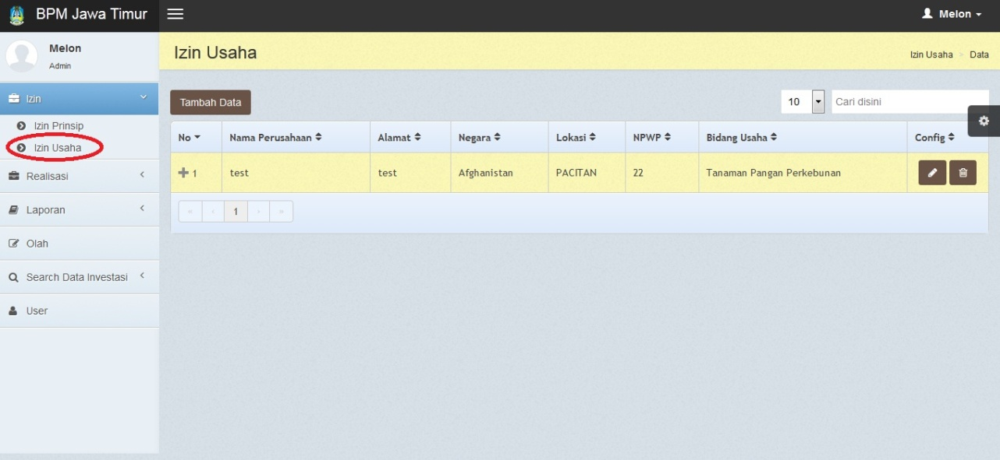 BPM Jawa Timur
Melon
Izin Usaha
Izin Usaha > Data
Melon
Admin
Izin
Izin Prinsip
Izin Usaha
Realisasi
Laporan
Olah
Search Data Investasi
User
Tambah Data
10
Cari disini
No Nama Perusahaan Alamat Negara Lokasi NPWP Bidang Usaha Config
1 test test Afghanistan PACITAN 22 Tanaman Pangan Perkebunan
« ‹ 1 › »